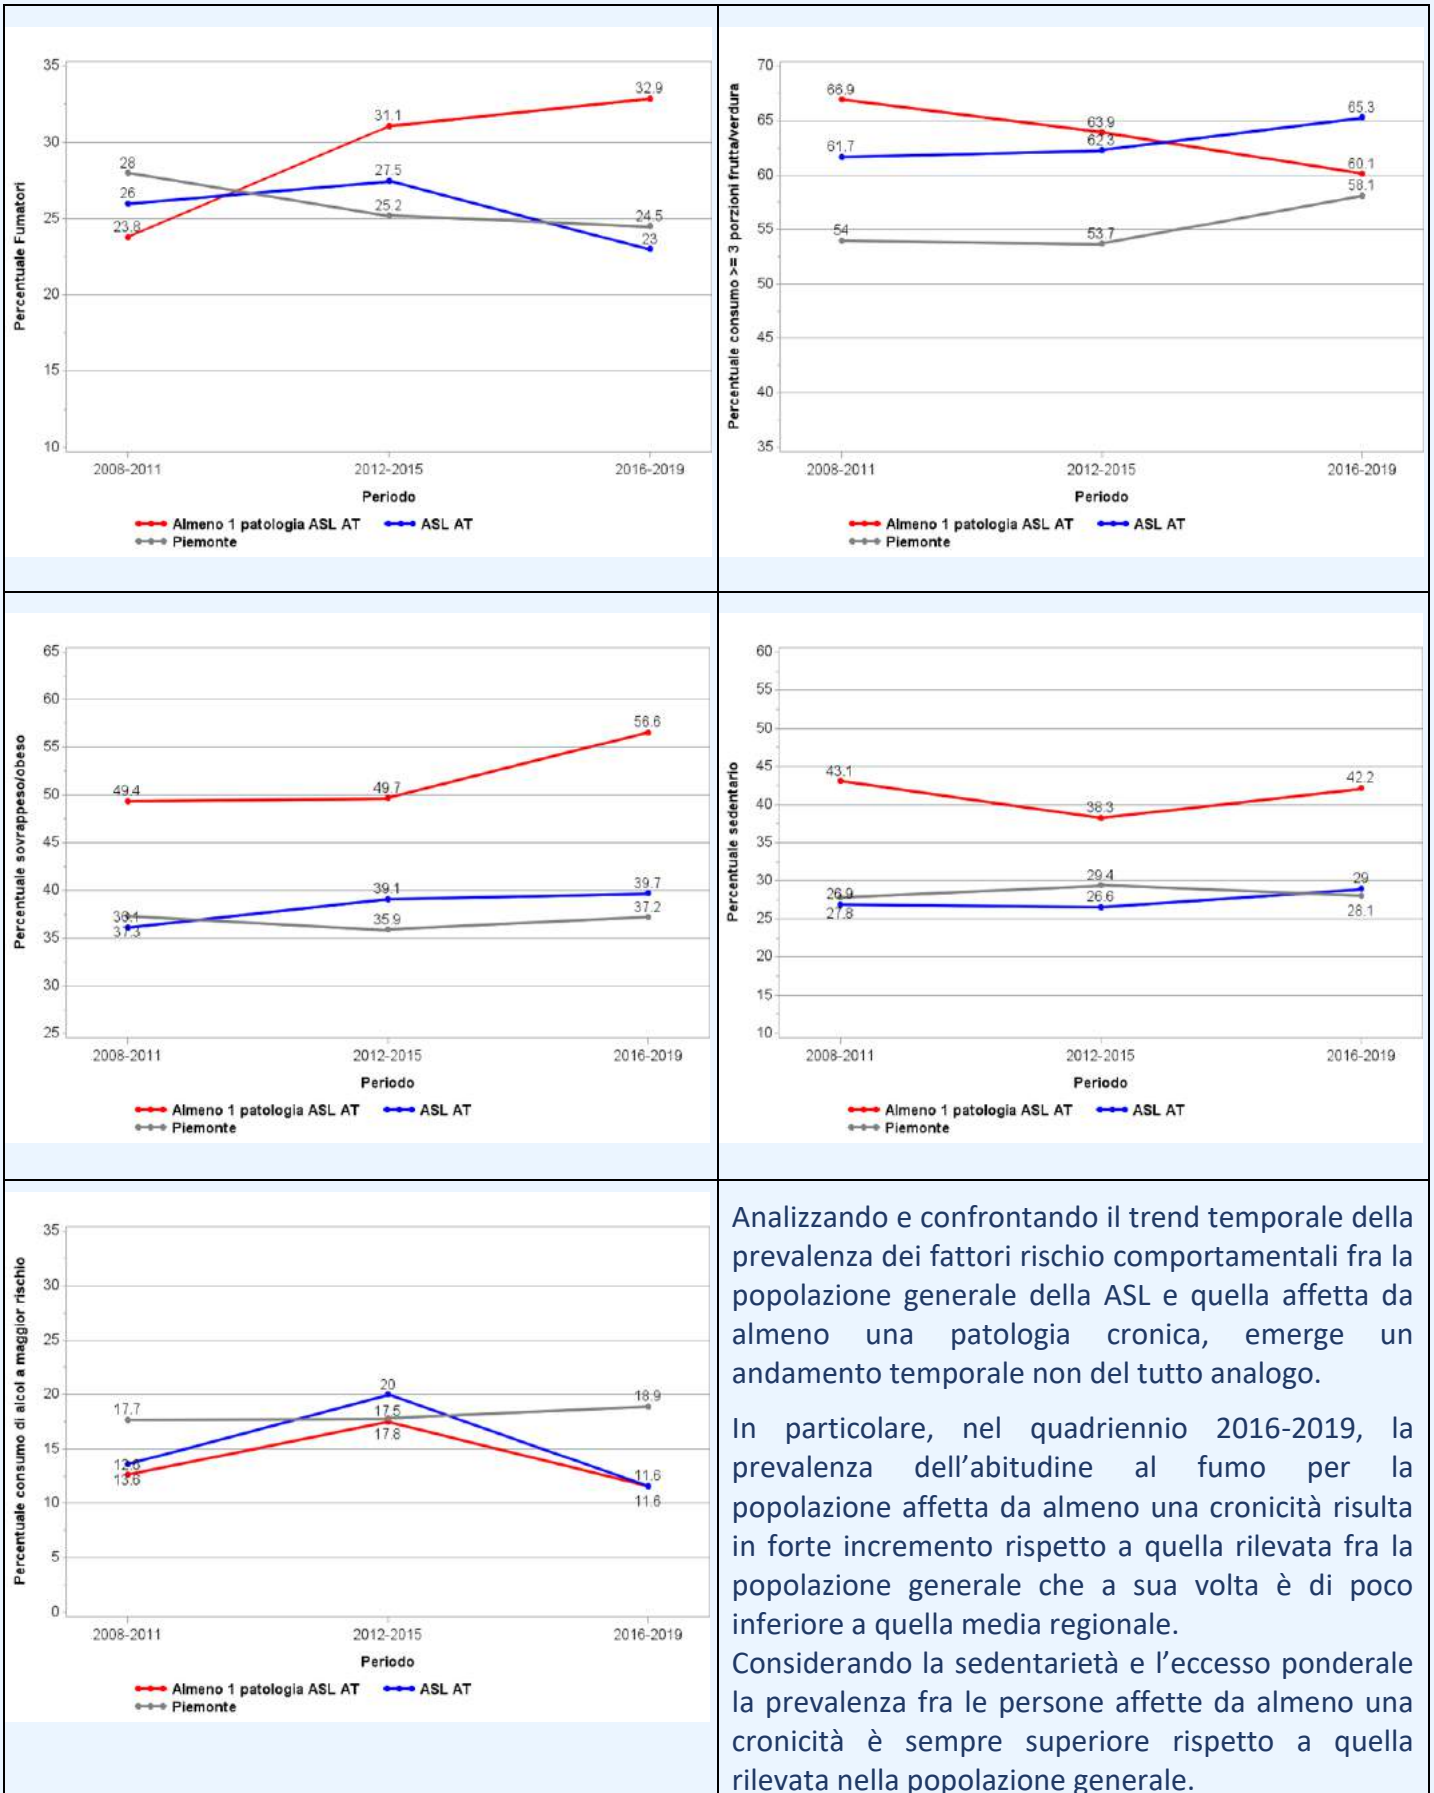 35
30
25
20
15
10
Percentuale Fumatori
28
26
23.8
31.1
27.5
25.2
32.9
24.5
23
2008-2011 2012-2015 2016-2019
Periodo
Almeno 1 patologia ASL AT ASL AT
Piemonte
70
65
60
55
50
45
40
35
Percentuale consumo >= 3 porzioni frutta/verdura
66.9
61.7
54
63.9
62.3
53.7
65.3
60.1
58.1
2008-2011 2012-2015 2016-2019
Periodo
Almeno 1 patologia ASL AT ASL AT
Piemonte
65
60
55
50
45
40
35
30
25
Percentuale sovrappeso/obeso
49.4
36.1
37.3
49.7
39.1
35.9
56.6
39.7
37.2
2008-2011 2012-2015 2016-2019
Periodo
Almeno 1 patologia ASL AT ASL AT
Piemonte
60
55
50
45
40
35
30
25
20
15
10
Percentuale sedentario
43.1
26.9
27.8
38.3
29.4
26.6
42.2
29
28.1
2008-2011 2012-2015 2016-2019
Periodo
Almeno 1 patologia ASL AT ASL AT
Piemonte
35
30
25
20
15
10
5
0
Percentuale consumo di alcol a maggior rischio
17.7
12.6
13.6
20
17.5
17.8
18.9
11.6
11.6
2008-2011 2012-2015 2016-2019
Periodo
Almeno 1 patologia ASL AT ASL AT
Piemonte
Analizzando e confrontando il trend temporale della
prevalenza dei fattori rischio comportamentali fra la
popolazione generale della ASL e quella affetta da
almeno una patologia cronica, emerge un
andamento temporale non del tutto analogo.
In particolare, nel quadriennio 2016-2019, la
prevalenza dell’abitudine al fumo per la
popolazione affetta da almeno una cronicità risulta
in forte incremento rispetto a quella rilevata fra la
popolazione generale che a sua volta è di poco
inferiore a quella media regionale.
Considerando la sedentarietà e l’eccesso ponderale
la prevalenza fra le persone affette da almeno una
cronicità è sempre superiore rispetto a quella
rilevata nella popolazione generale.